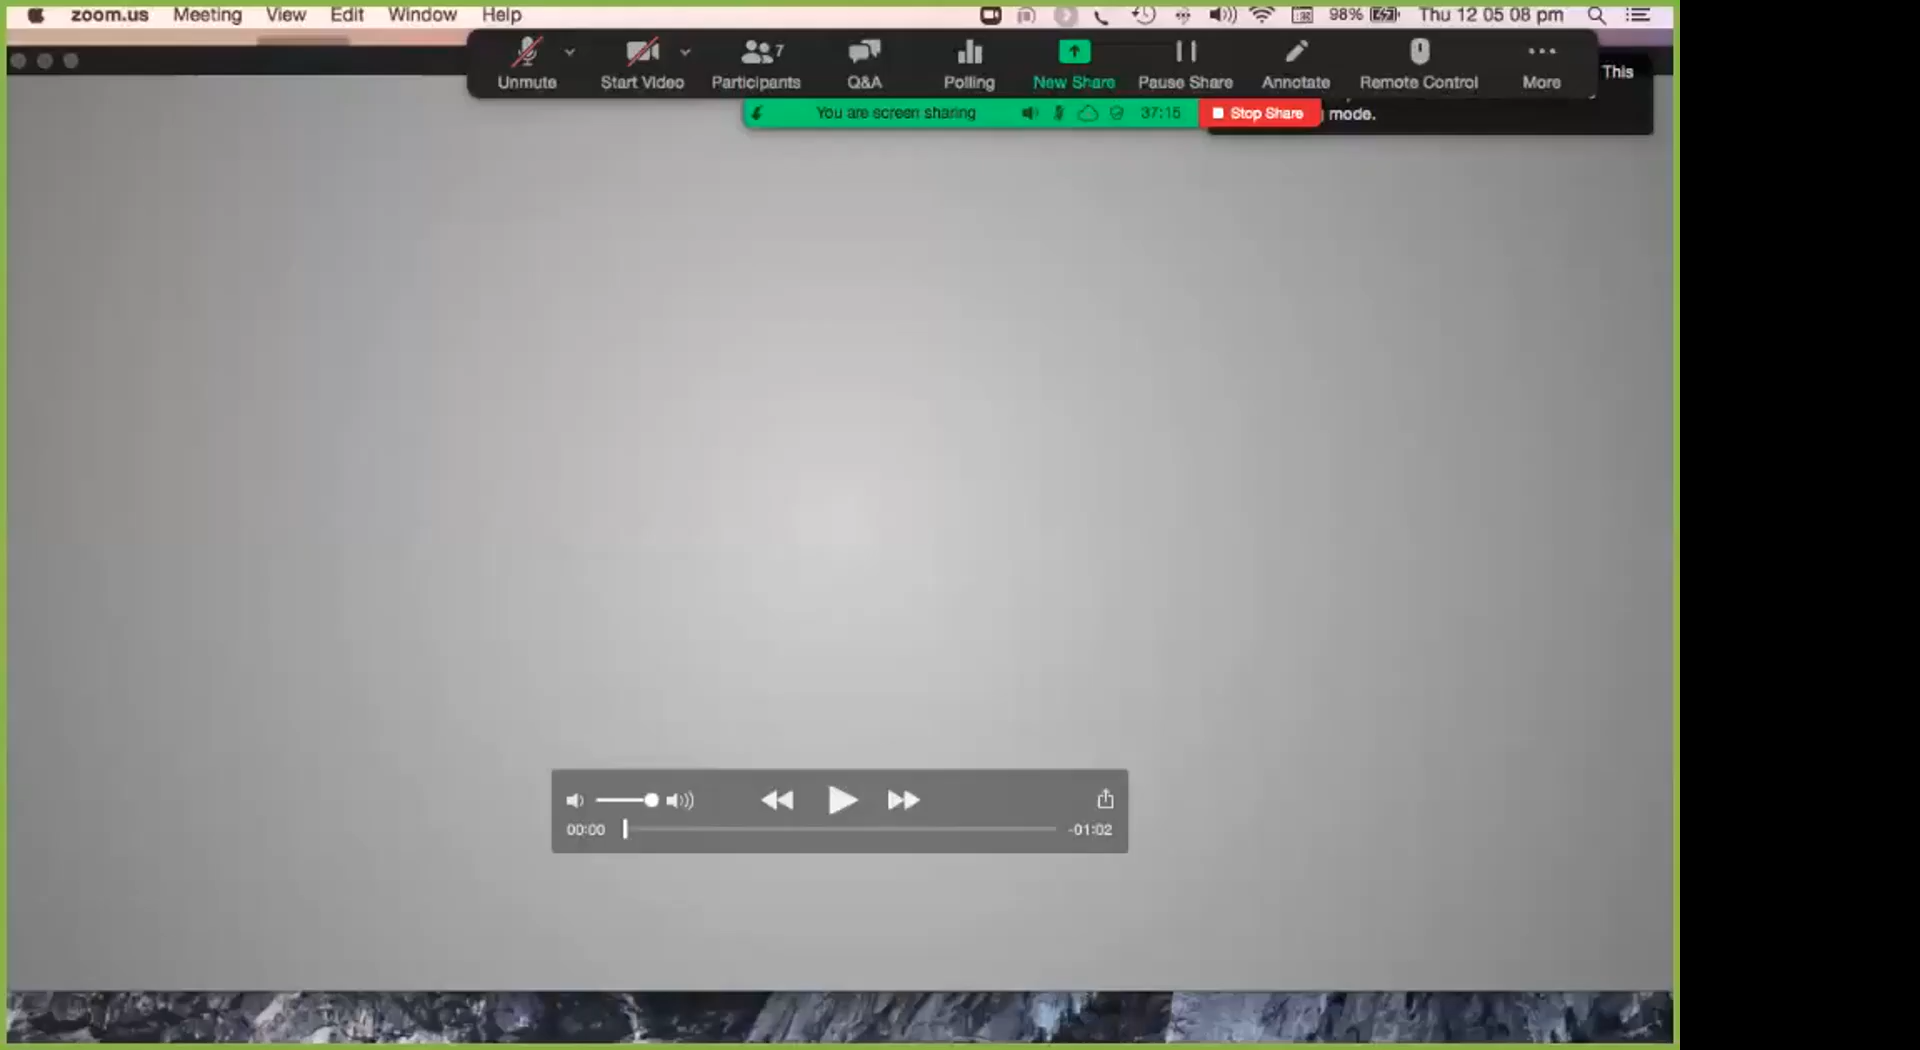 zoom.us Meeting View Edit Window Help 98% Thu 12 05 08 pm
Unmute Start Video Participants 7 Q&A Polling New Share Pause Share Annotate Remote Control More This
You are screen sharing 37:15 Stop Share mode.
00:00 -01:02